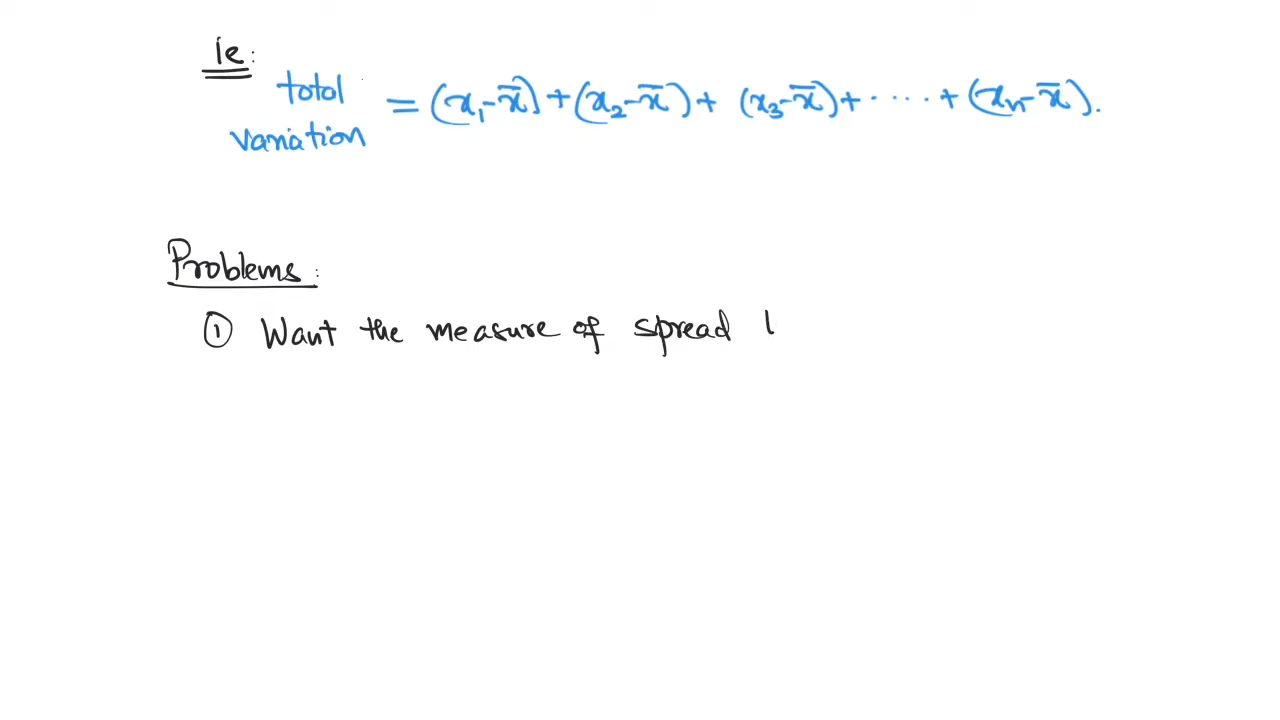 Ie:
total variation = (x₁-x̄)+(x₂-x̄)+(x₃-x̄)+·····+(xₙ-x̄).
Problems:
① Want the measure of spread